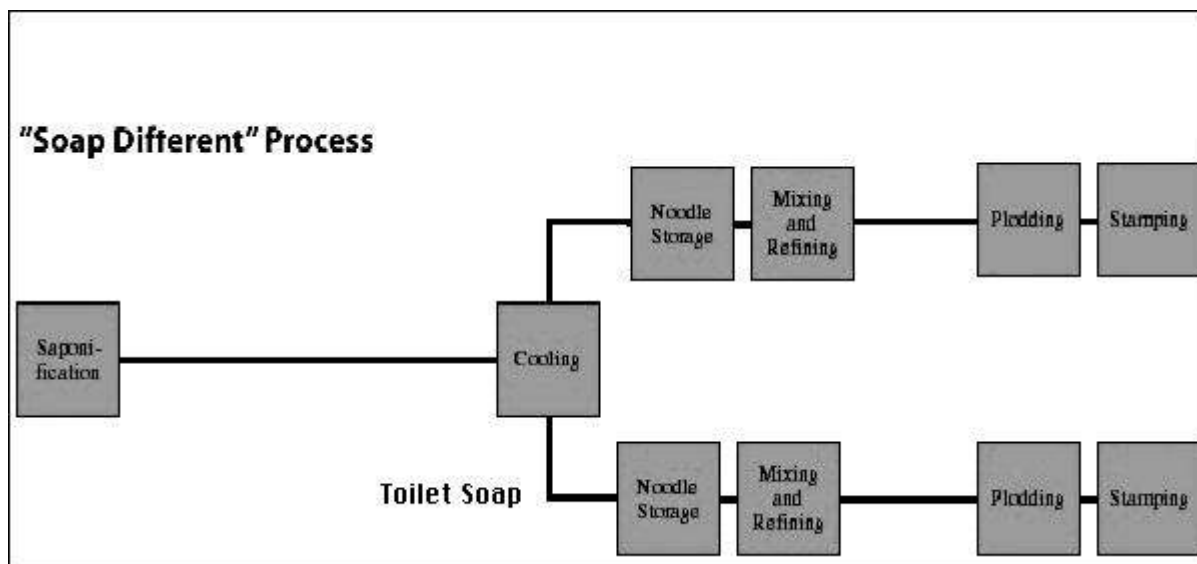 "Soap Different" Process
Noodle
Storage
Mixing
and
Refining
Plodding
Stamping
Saponi-
fication
Cooling
Toilet Soap
Noodle
Storage
Mixing
and
Refining
Plodding
Stamping